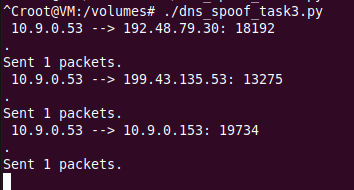 ^Croot@VM:/volumes# ./dns_spoof_task3.py
10.9.0.53 --> 192.48.79.30: 18192
.
Sent 1 packets.
10.9.0.53 --> 199.43.135.53: 13275
.
Sent 1 packets.
10.9.0.53 --> 10.9.0.153: 19734
.
Sent 1 packets.